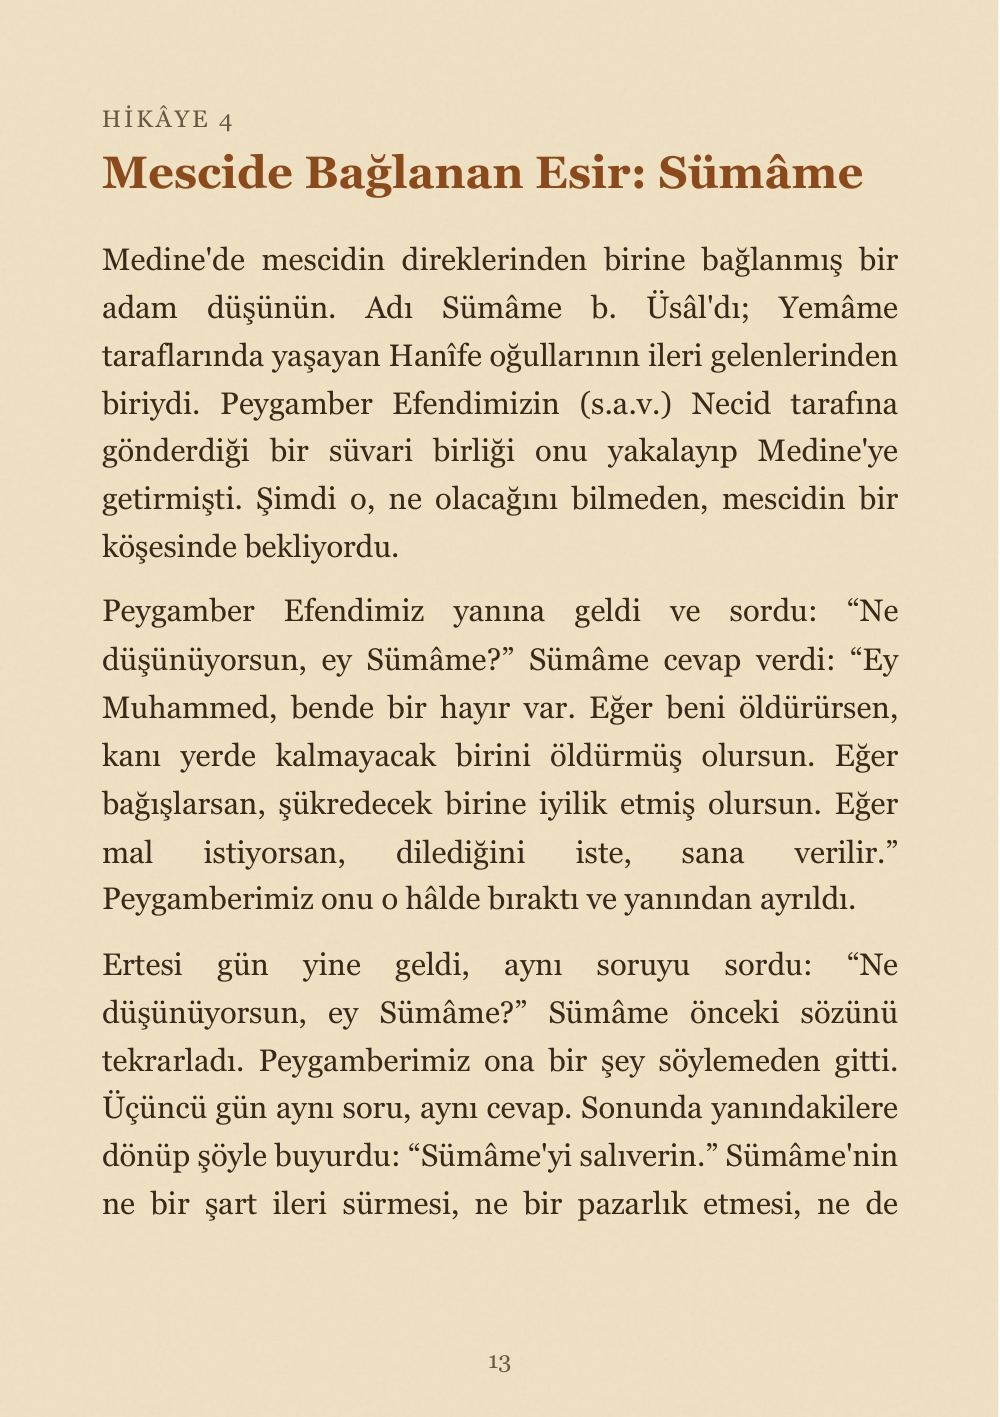 HİKÂYE 4
Mescide Bağlanan Esir: Sümâme
Medine'de mescidin direklerinden birine bağlanmış bir
adam düşünün. Adı Sümâme b. Üsâl'dı; Yemâme
taraflarında yaşayan Hanîfe oğullarının ileri gelenlerinden
biriydi. Peygamber Efendimizin (s.a.v.) Necid tarafına
gönderdiği bir süvari birliği onu yakalayıp Medine'ye
getirmişti. Şimdi o, ne olacağını bilmeden, mescidin bir
köşesinde bekliyordu.
Peygamber Efendimiz yanına geldi ve sordu: “Ne
düşünüyorsun, ey Sümâme?” Sümâme cevap verdi: “Ey
Muhammed, bende bir hayır var. Eğer beni öldürürsen,
kanı yerde kalmayacak birini öldürmüş olursun. Eğer
bağışlarsan, şükredecek birine iyilik etmiş olursun. Eğer
mal istiyorsan, dilediğini iste, sana verilir.”
Peygamberimiz onu o hâlde bıraktı ve yanından ayrıldı.
Ertesi gün yine geldi, aynı soruyu sordu: “Ne
düşünüyorsun, ey Sümâme?” Sümâme önceki sözünü
tekrarladı. Peygamberimiz ona bir şey söylemeden gitti.
Üçüncü gün aynı soru, aynı cevap. Sonunda yanındakilere
dönüp şöyle buyurdu: “Sümâme'yi salıverin.” Sümâme'nin
ne bir şart ileri sürmesi, ne bir pazarlık etmesi, ne de
13